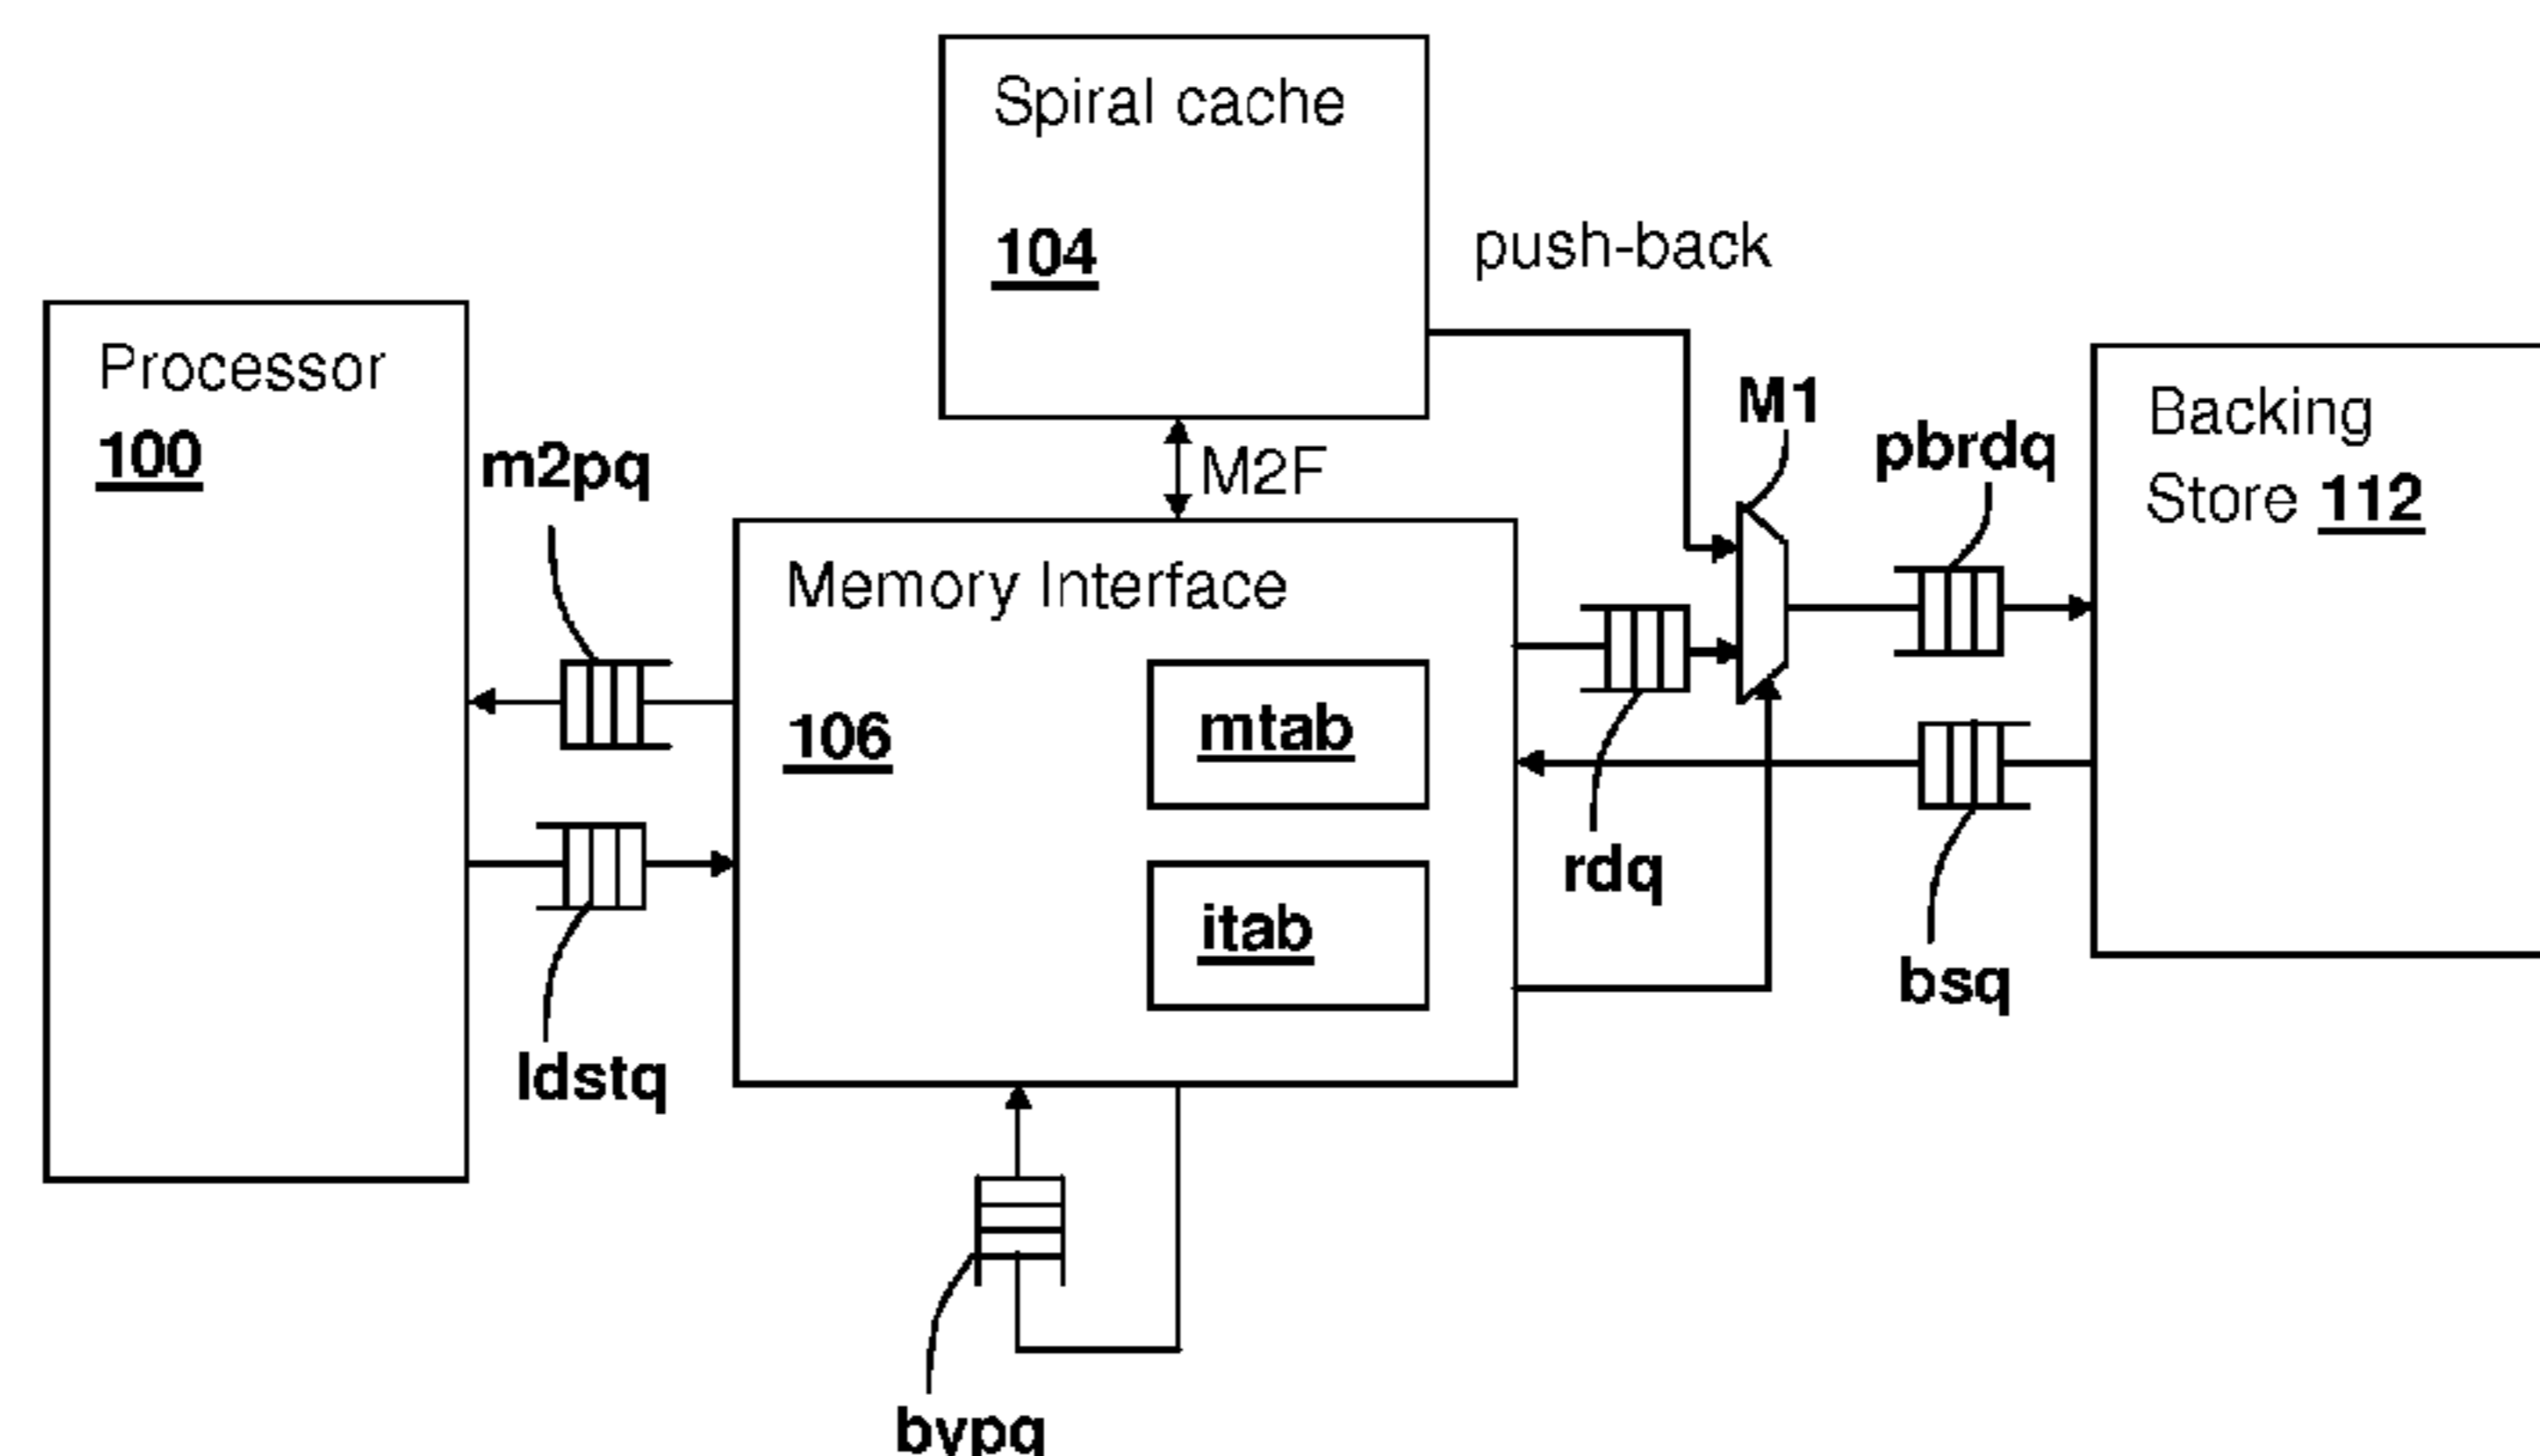 Spiral cache
104
push-back
Processor
100
m2pq
M2F
M1
pbrdq
Backing
Store 112
Memory Interface
106
mtab
itab
rdq
bsq
ldstq
bypq